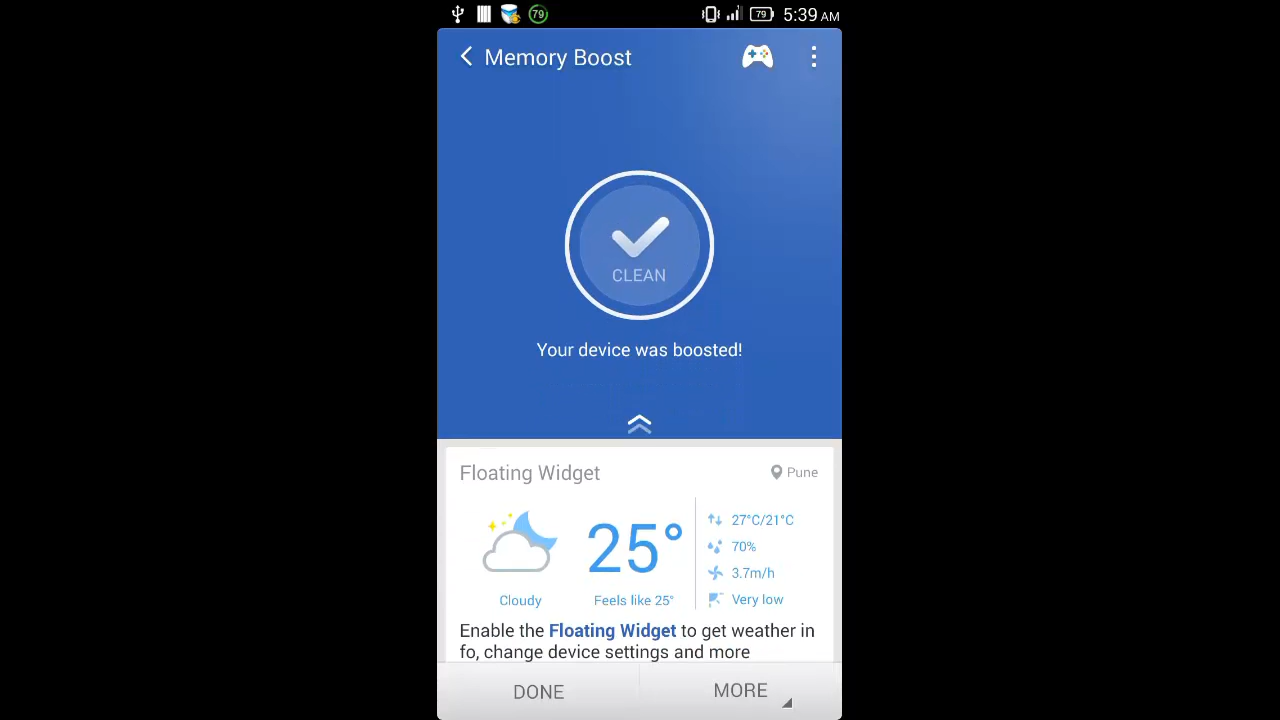 79 79 5:39 AM
Memory Boost
CLEAN
Your device was boosted!
Floating Widget Pune
25° 27°C/21°C
70%
3.7m/h
Cloudy Feels like 25° Very low
Enable the Floating Widget to get weather in
fo, change device settings and more
DONE MORE